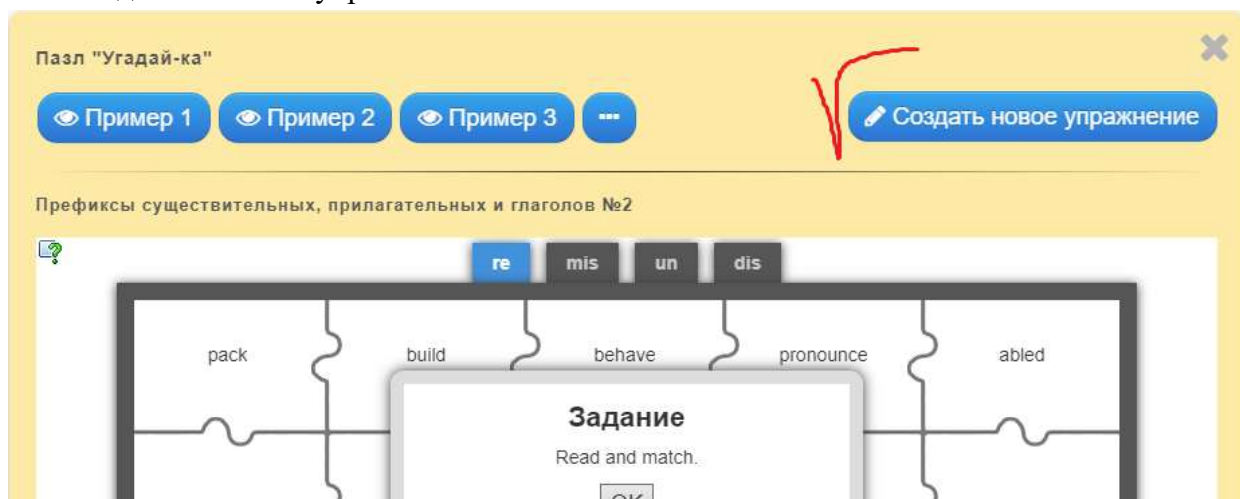 Пазл "Угадай-ка"
Пример 1 Пример 2 Пример 3 ... Создать новое упражнение
Префиксы существительных, прилагательных и глаголов №2
re mis un dis
pack build behave pronounce abled
Задание
Read and match.
OK